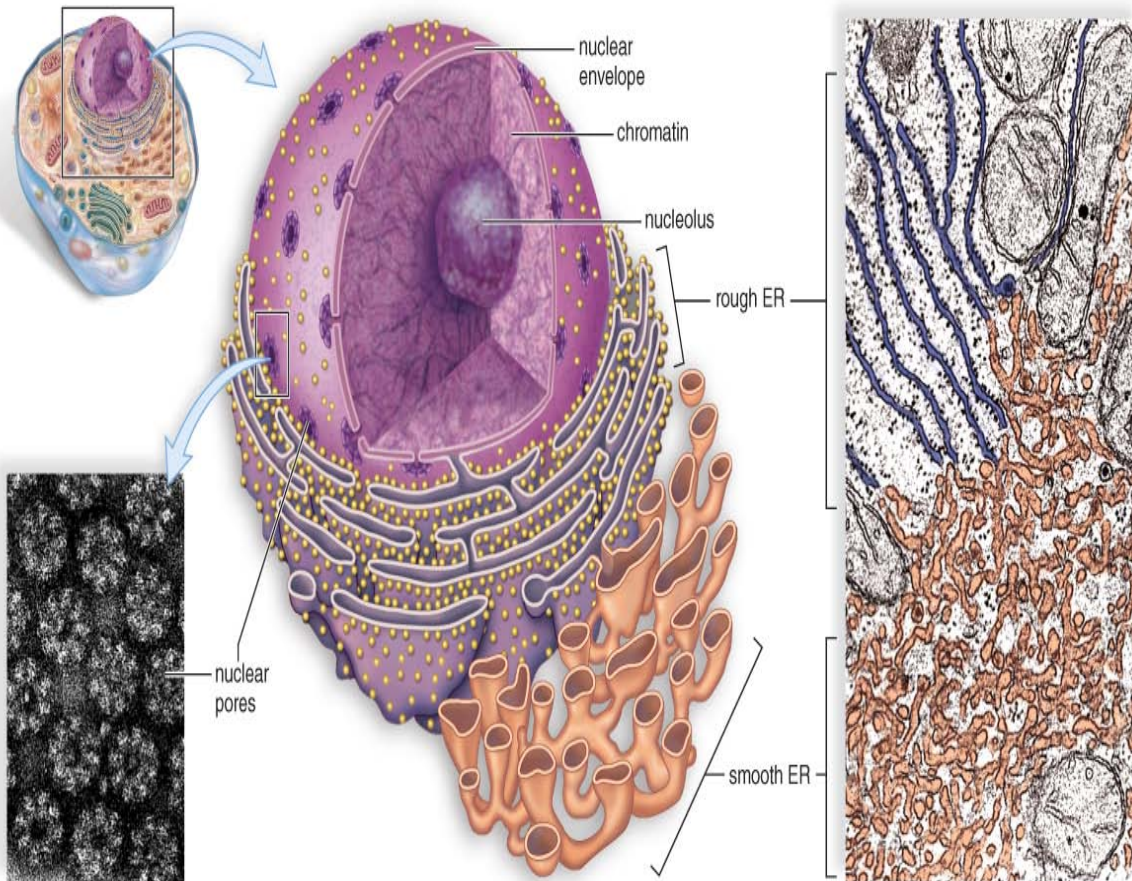 nuclear
envelope
chromatin
nucleolus
rough ER
nuclear
pores
smooth ER